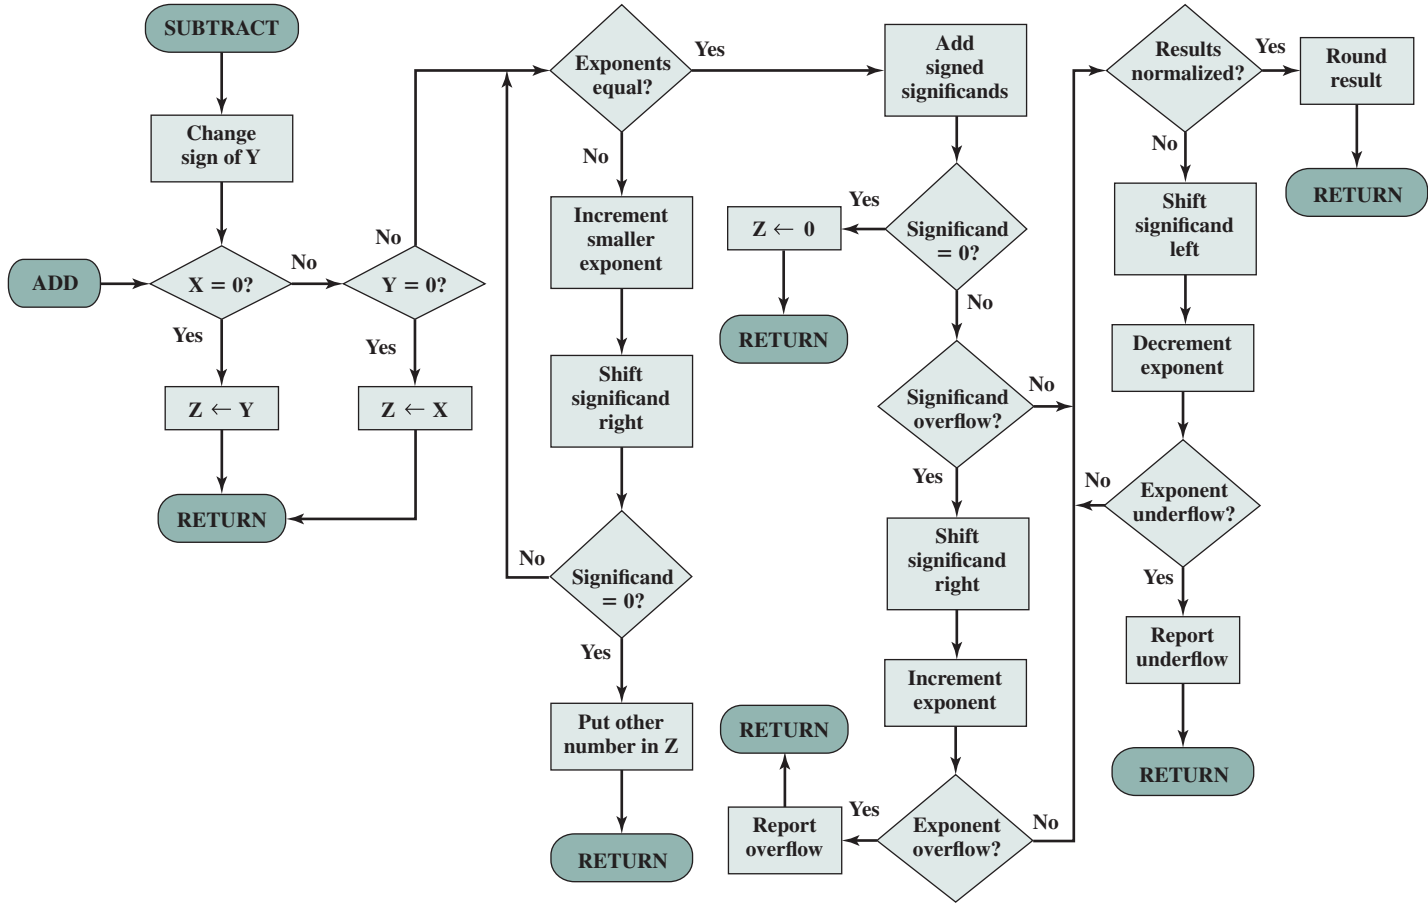 SUBTRACT
Change
sign of Y
ADD
X = 0?
No
Yes
Z ← Y
RETURN
Y = 0?
No
Yes
Z ← X
Exponents
equal?
Yes
No
Increment
smaller
exponent
Shift
significand
right
Significand
= 0?
No
Yes
Put other
number in Z
RETURN
Add
signed
significands
Significand
= 0?
Yes
Z ← 0
RETURN
No
Significand
overflow?
No
Yes
Shift
significand
right
Increment
exponent
Exponent
overflow?
Yes
Report
overflow
RETURN
No
Results
normalized?
Yes
Round
result
RETURN
No
Shift
significand
left
Decrement
exponent
Exponent
underflow?
No
Yes
Report
underflow
RETURN